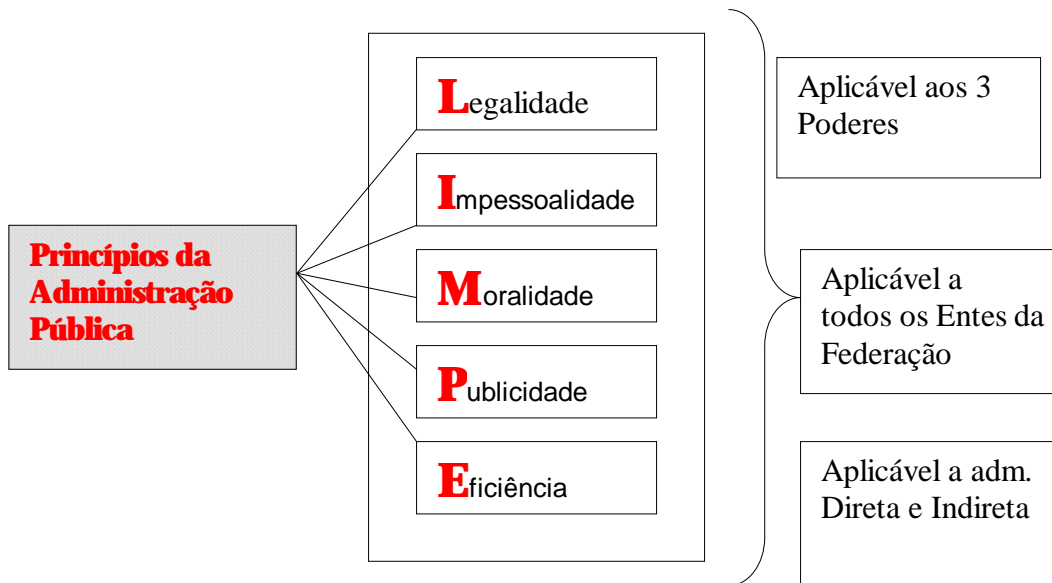 Princípios da
Administração
Pública
Legalidade
Impessoalidade
Moralidade
Publicidade
Eficiência
Aplicável aos 3
Poderes
Aplicável a
todos os Entes da
Federação
Aplicável a adm.
Direta e Indireta